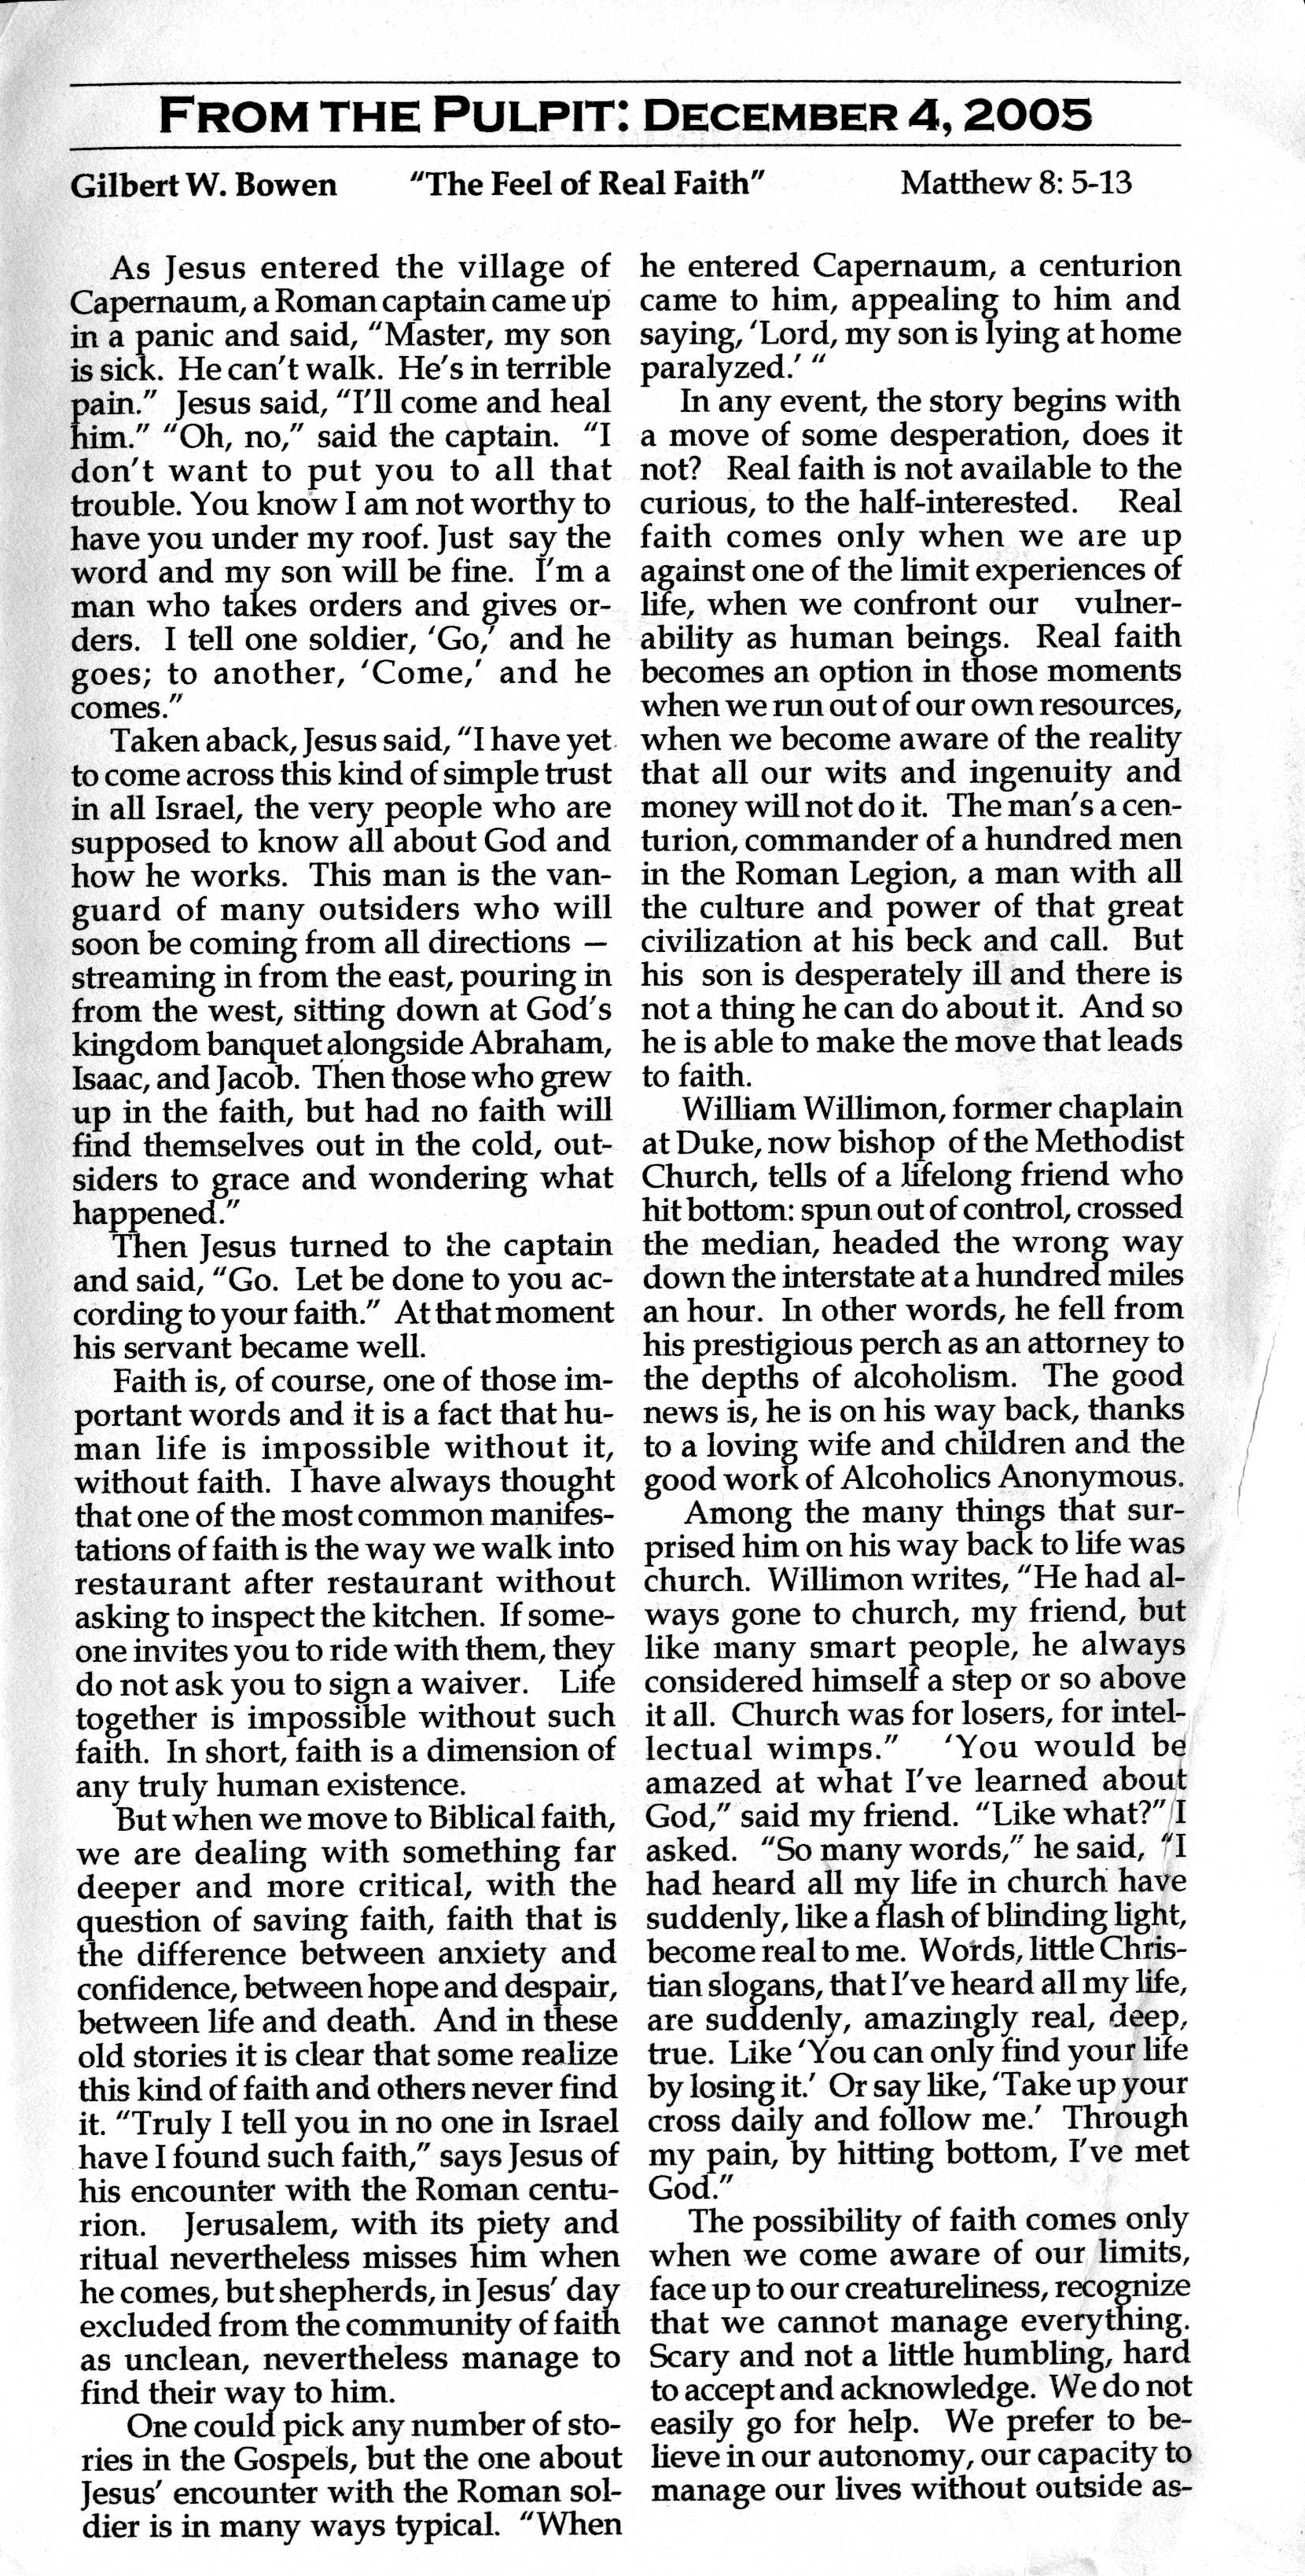 FROM THE PULPIT: DECEMBER 4, 2005
Gilbert W. Bowen "The Feel of Real Faith" Matthew 8: 5-13
As Jesus entered the village of
Capernaum, a Roman captain came up
in a panic and said, "Master, my son
is sick. He can't walk. He's in terrible
pain." Jesus said, "I'll come and heal
him." "Oh, no," said the captain. "I
don't want to put you to all that
trouble. You know I am not worthy to
have you under my roof. Just say the
word and my son will be fine. I'm a
man who takes orders and gives or-
ders. I tell one soldier, 'Go,' and he
goes; to another, 'Come,' and he
comes."
Taken aback, Jesus said, "I have yet
to come across this kind of simple trust
in all Israel, the very people who are
supposed to know all about God and
how he works. This man is the van-
guard of many outsiders who will
soon be coming from all directions —
streaming in from the east, pouring in
from the west, sitting down at God's
kingdom banquet alongside Abraham,
Isaac, and Jacob. Then those who grew
up in the faith, but had no faith will
find themselves out in the cold, out-
siders to grace and wondering what
happened."
Then Jesus turned to the captain
and said, "Go. Let be done to you ac-
cording to your faith." At that moment
his servant became well.
Faith is, of course, one of those im-
portant words and it is a fact that hu-
man life is impossible without it,
without faith. I have always thought
that one of the most common manifes-
tations of faith is the way we walk into
restaurant after restaurant without
asking to inspect the kitchen. If some-
one invites you to ride with them, they
do not ask you to sign a waiver. Life
together is impossible without such
faith. In short, faith is a dimension of
any truly human existence.
But when we move to Biblical faith,
we are dealing with something far
deeper and more critical, with the
question of saving faith, faith that is
the difference between anxiety and
confidence, between hope and despair,
between life and death. And in these
old stories it is clear that some realize
this kind of faith and others never find
it. "Truly I tell you in no one in Israel
have I found such faith," says Jesus of
his encounter with the Roman centu-
rion. Jerusalem, with its piety and
ritual nevertheless misses him when
he comes, but shepherds, in Jesus' day
excluded from the community of faith
as unclean, nevertheless manage to
find their way to him.
One could pick any number of sto-
ries in the Gospels, but the one about
Jesus' encounter with the Roman sol-
dier is in many ways typical. "When
he entered Capernaum, a centurion
came to him, appealing to him and
saying, 'Lord, my son is lying at home
paralyzed.' "
In any event, the story begins with
a move of some desperation, does it
not? Real faith is not available to the
curious, to the half-interested. Real
faith comes only when we are up
against one of the limit experiences of
life, when we confront our vulner-
ability as human beings. Real faith
becomes an option in those moments
when we run out of our own resources,
when we become aware of the reality
that all our wits and ingenuity and
money will not do it. The man's a cen-
turion, commander of a hundred men
in the Roman Legion, a man with all
the culture and power of that great
civilization at his beck and call. But
his son is desperately ill and there is
not a thing he can do about it. And so
he is able to make the move that leads
to faith.
William Willimon, former chaplain
at Duke, now bishop of the Methodist
Church, tells of a lifelong friend who
hit bottom: spun out of control, crossed
the median, headed the wrong way
down the interstate at a hundred miles
an hour. In other words, he fell from
his prestigious perch as an attorney to
the depths of alcoholism. The good
news is, he is on his way back, thanks
to a loving wife and children and the
good work of Alcoholics Anonymous.
Among the many things that sur-
prised him on his way back to life was
church. Willimon writes, "He had al-
ways gone to church, my friend, but
like many smart people, he always
considered himself a step or so above
it all. Church was for losers, for intel-
lectual wimps." 'You would be
amazed at what I've learned about
God," said my friend. "Like what?" I
asked. "So many words," he said, "I
had heard all my life in church have
suddenly, like a flash of blinding light,
become real to me. Words, little Chris-
tian slogans, that I've heard all my life,
are suddenly, amazingly real, deep,
true. Like 'You can only find your life
by losing it.' Or say like, 'Take up your
cross daily and follow me.' Through
my pain, by hitting bottom, I've met
God."
The possibility of faith comes only
when we come aware of our limits,
face up to our creatureliness, recognize
that we cannot manage everything.
Scary and not a little humbling, hard
to accept and acknowledge. We do not
easily go for help. We prefer to be-
lieve in our autonomy, our capacity to
manage our lives without outside as-